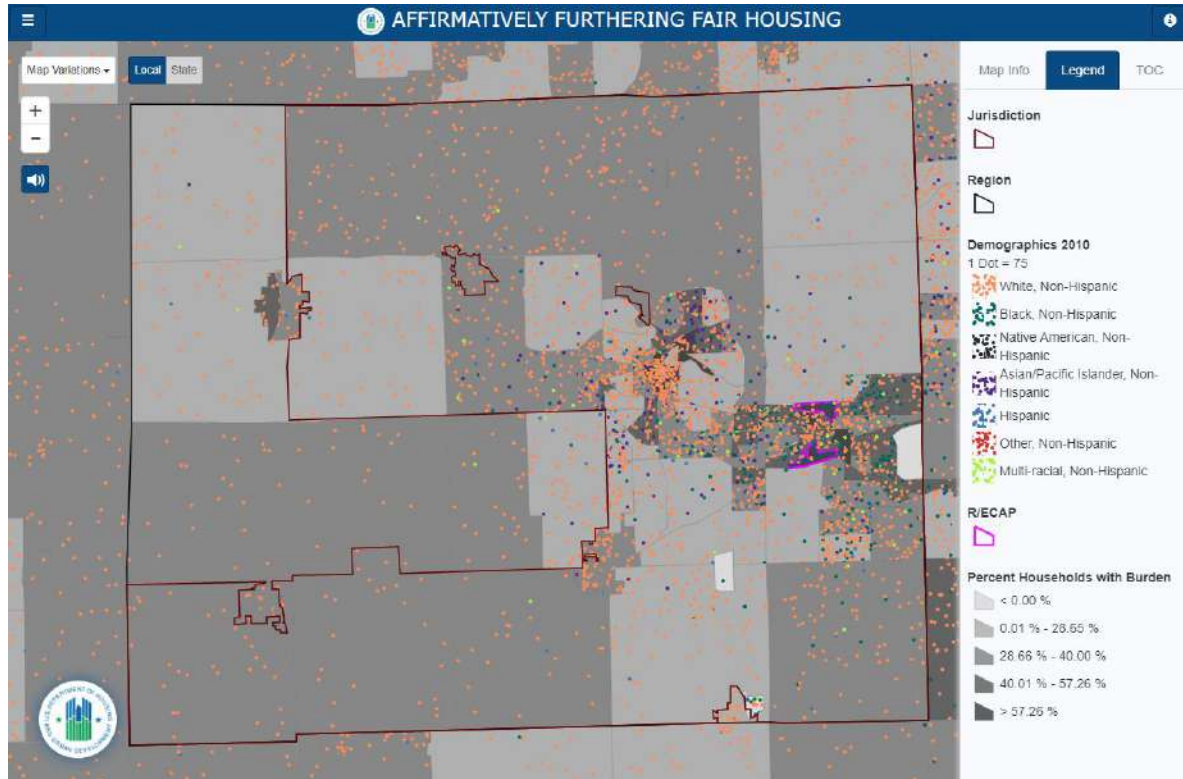 AFFIRMATIVELY FURTHERING FAIR HOUSING
Map Variations
Local State
+
−
Map Info Legend TOC
Jurisdiction
Region
Demographics 2010
1 Dot = 75
White, Non-Hispanic
Black, Non-Hispanic
Native American, Non-
Hispanic
Asian/Pacific Islander, Non-
Hispanic
Hispanic
Other, Non-Hispanic
Multi-racial, Non-Hispanic
R/ECAP
Percent Households with Burden
< 0.00 %
0.01 % - 28.65 %
28.66 % - 40.00 %
40.01 % - 57.26 %
> 57.26 %